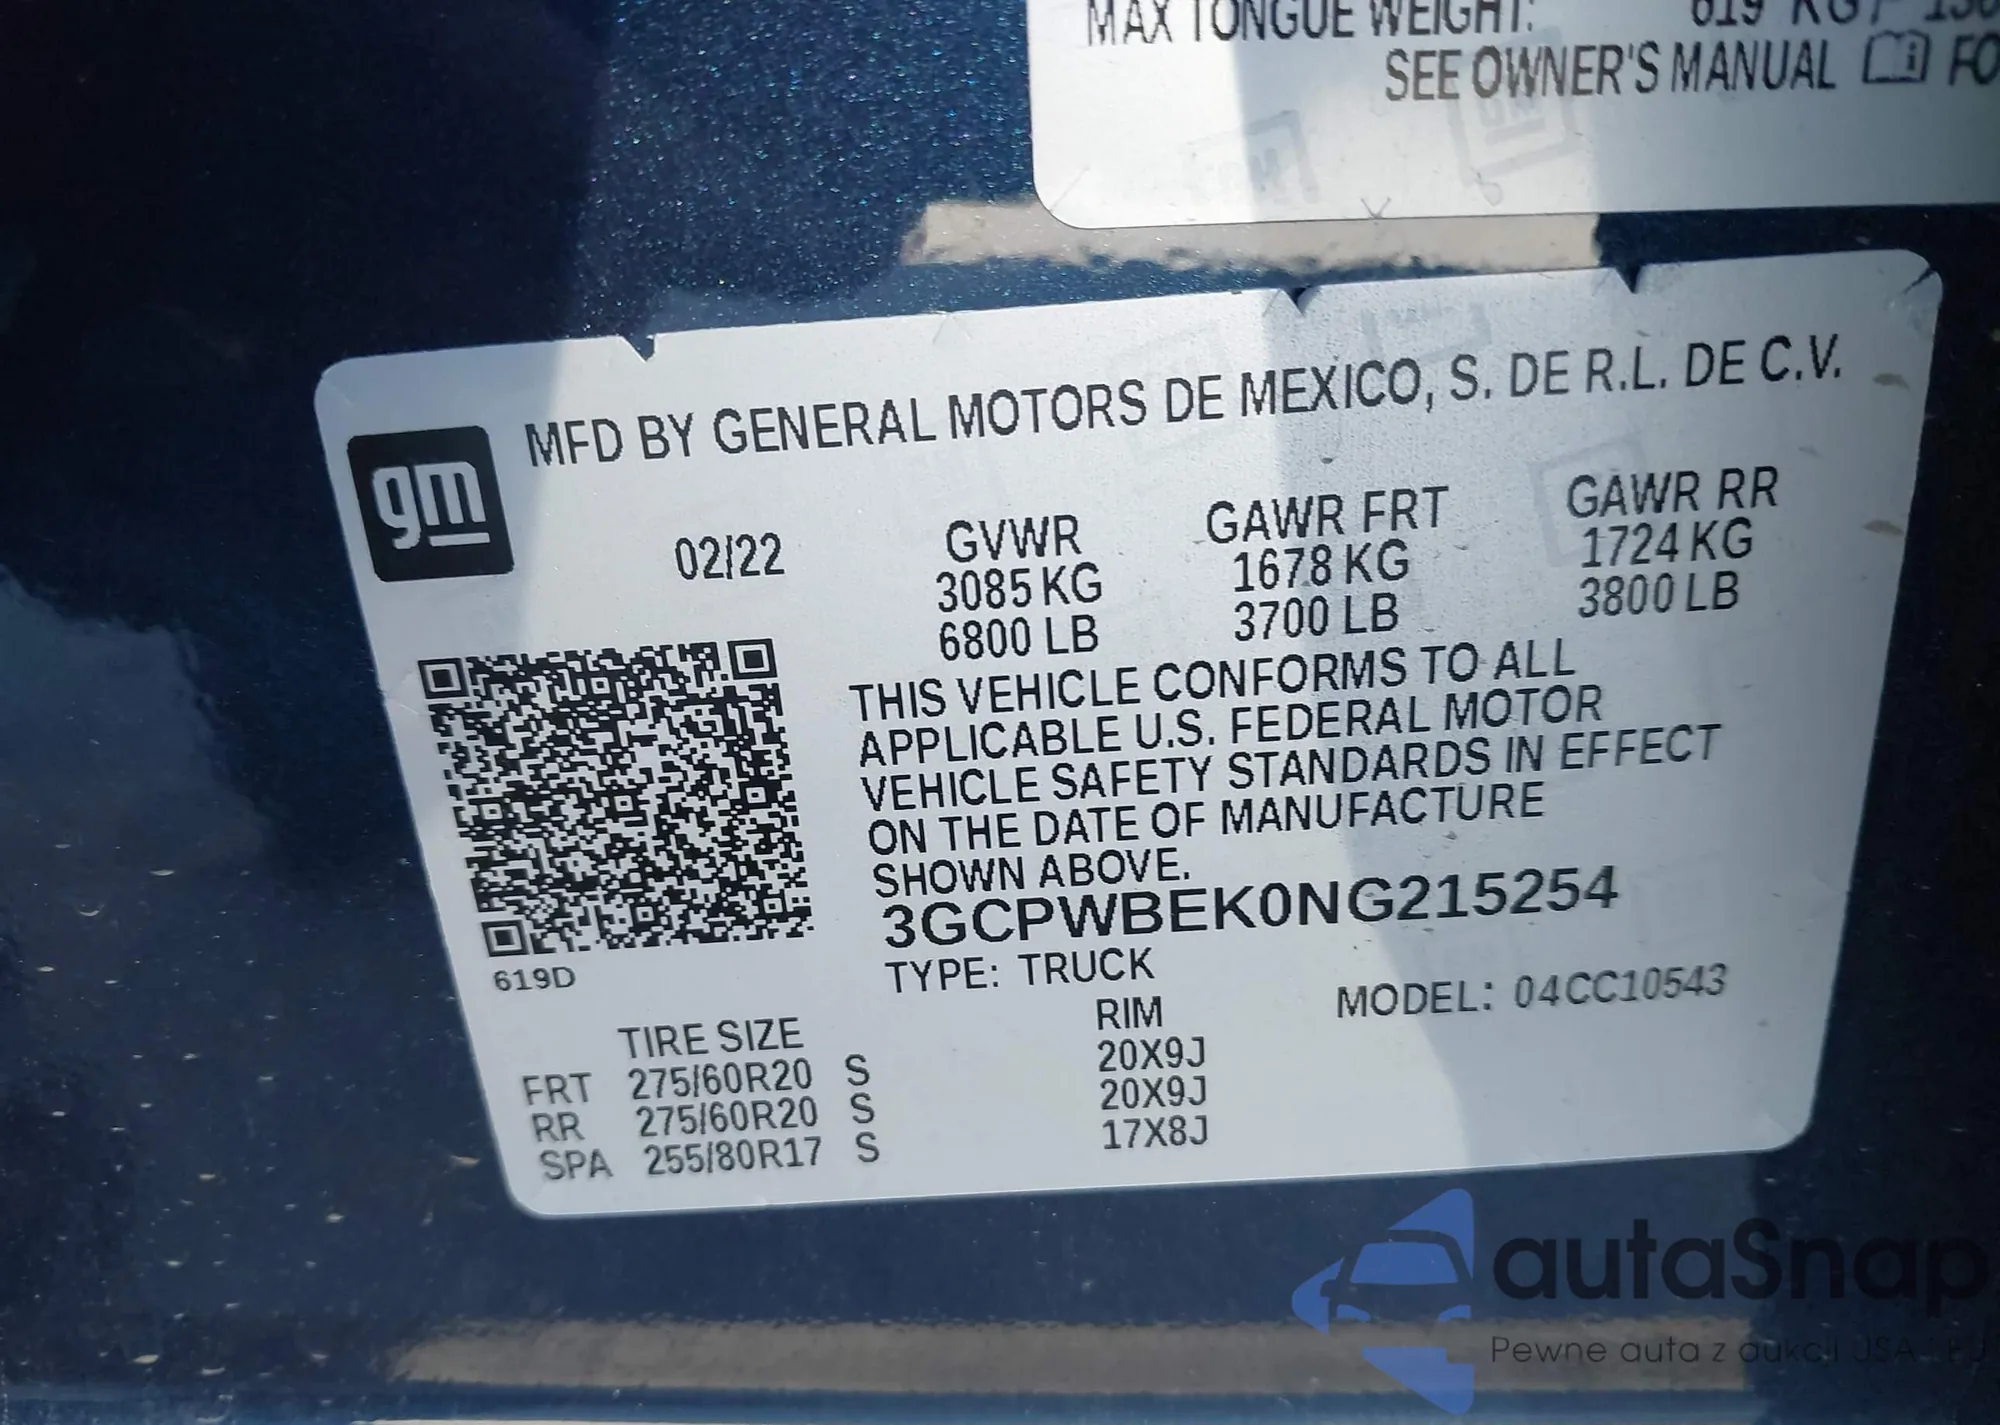 MAX TONGUE WEIGHT: 619 KG /
SEE OWNER'S MANUAL FO
MFD BY GENERAL MOTORS DE MEXICO, S. DE R.L. DE C.V.
gm
02/22 GVWR GAWR FRT GAWR RR
3085 KG 1678 KG 1724 KG
6800 LB 3700 LB 3800 LB
THIS VEHICLE CONFORMS TO ALL
APPLICABLE U.S. FEDERAL MOTOR
VEHICLE SAFETY STANDARDS IN EFFECT
ON THE DATE OF MANUFACTURE
SHOWN ABOVE.
3GCPWBEK0NG215254
619D
TYPE: TRUCK MODEL: 04CC10543
TIRE SIZE RIM
FRT 275/60R20 S 20X9J
RR 275/60R20 S 20X9J
SPA 255/80R17 S 17X8J
autaSnap
Pewne auta z aukcji USA